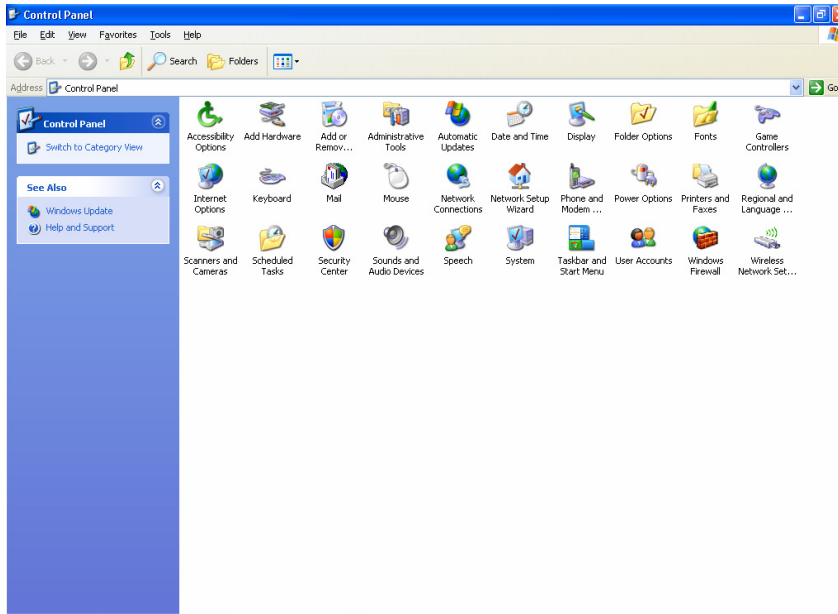 Control Panel
File Edit View Favorites Tools Help
Back Search Folders
Address Control Panel Go
Control Panel
Switch to Category View
See Also
Windows Update
Help and Support
Accessibility Options
Add Hardware
Add or Remov...
Administrative Tools
Automatic Updates
Date and Time
Display
Folder Options
Fonts
Game Controllers
Internet Options
Keyboard
Mail
Mouse
Network Connections
Network Setup Wizard
Phone and Modem ...
Power Options
Printers and Faxes
Regional and Language ...
Scanners and Cameras
Scheduled Tasks
Security Center
Sounds and Audio Devices
Speech
System
Taskbar and Start Menu
User Accounts
Windows Firewall
Wireless Network Set...